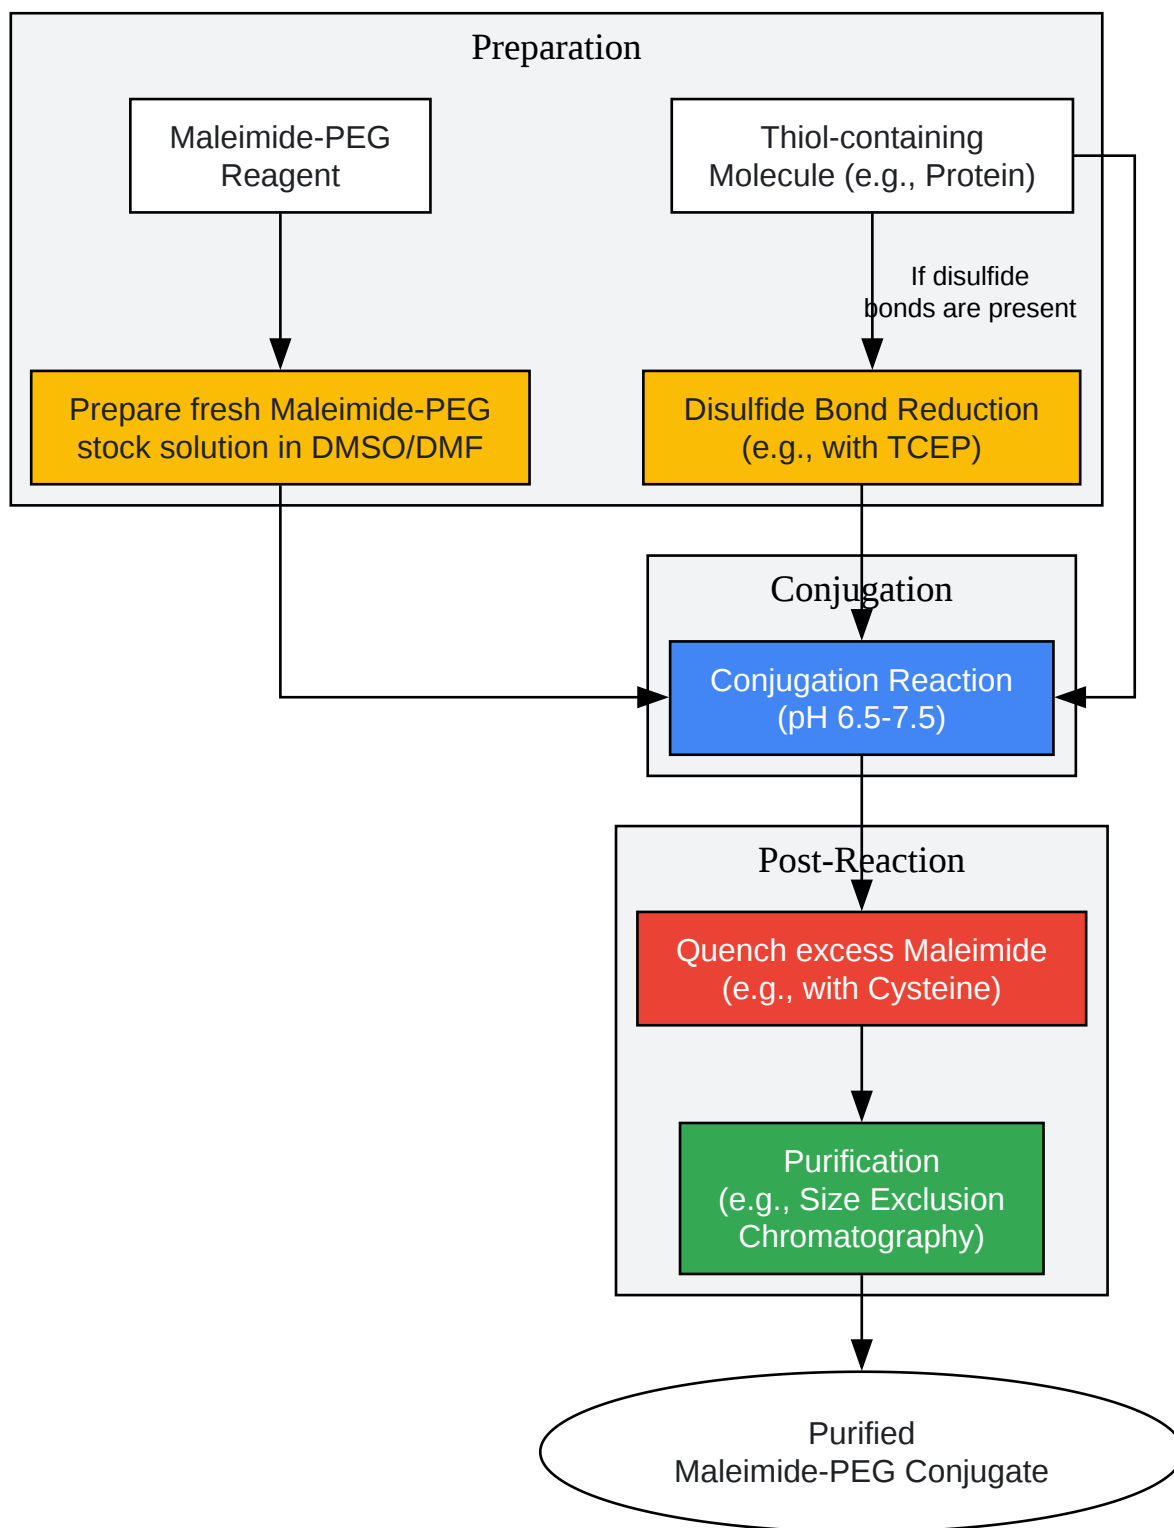 Preparation
Maleimide-PEG
Reagent
Thiol-containing
Molecule (e.g., Protein)
If disulfide
bonds are present
Prepare fresh Maleimide-PEG
stock solution in DMSO/DMF
Disulfide Bond Reduction
(e.g., with TCEP)
Conjugation
Conjugation Reaction
(pH 6.5-7.5)
Post-Reaction
Quench excess Maleimide
(e.g., with Cysteine)
Purification
(e.g., Size Exclusion
Chromatography)
Purified
Maleimide-PEG Conjugate